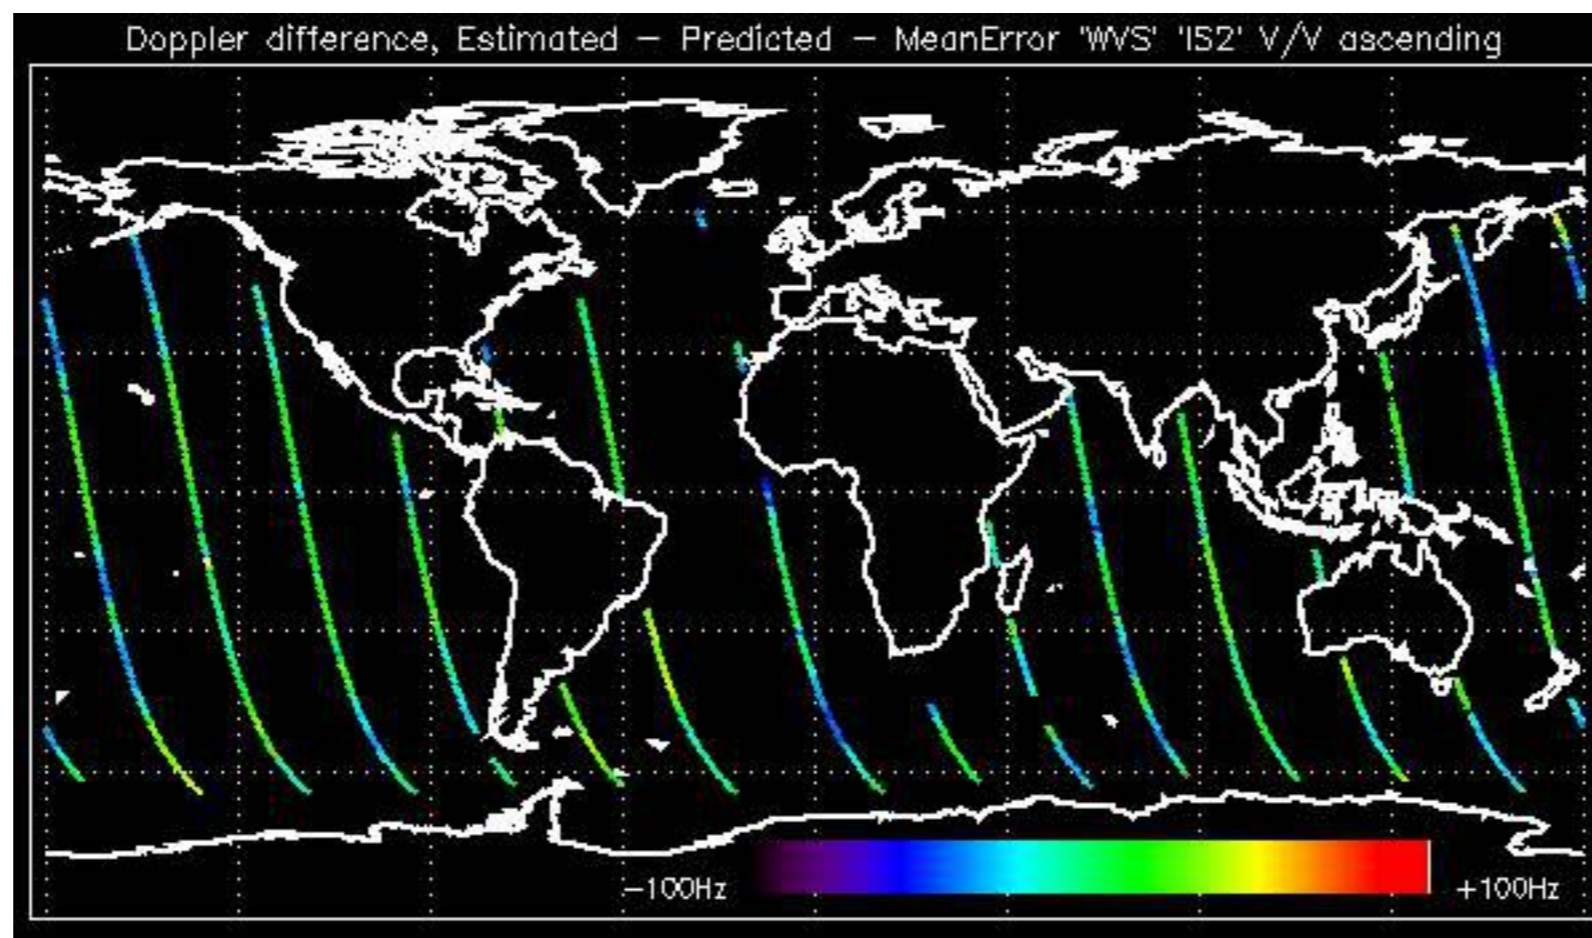 Doppler difference, Estimated – Predicted – MeanError 'WVS' 'IS2' V/V ascending
–100Hz +100Hz